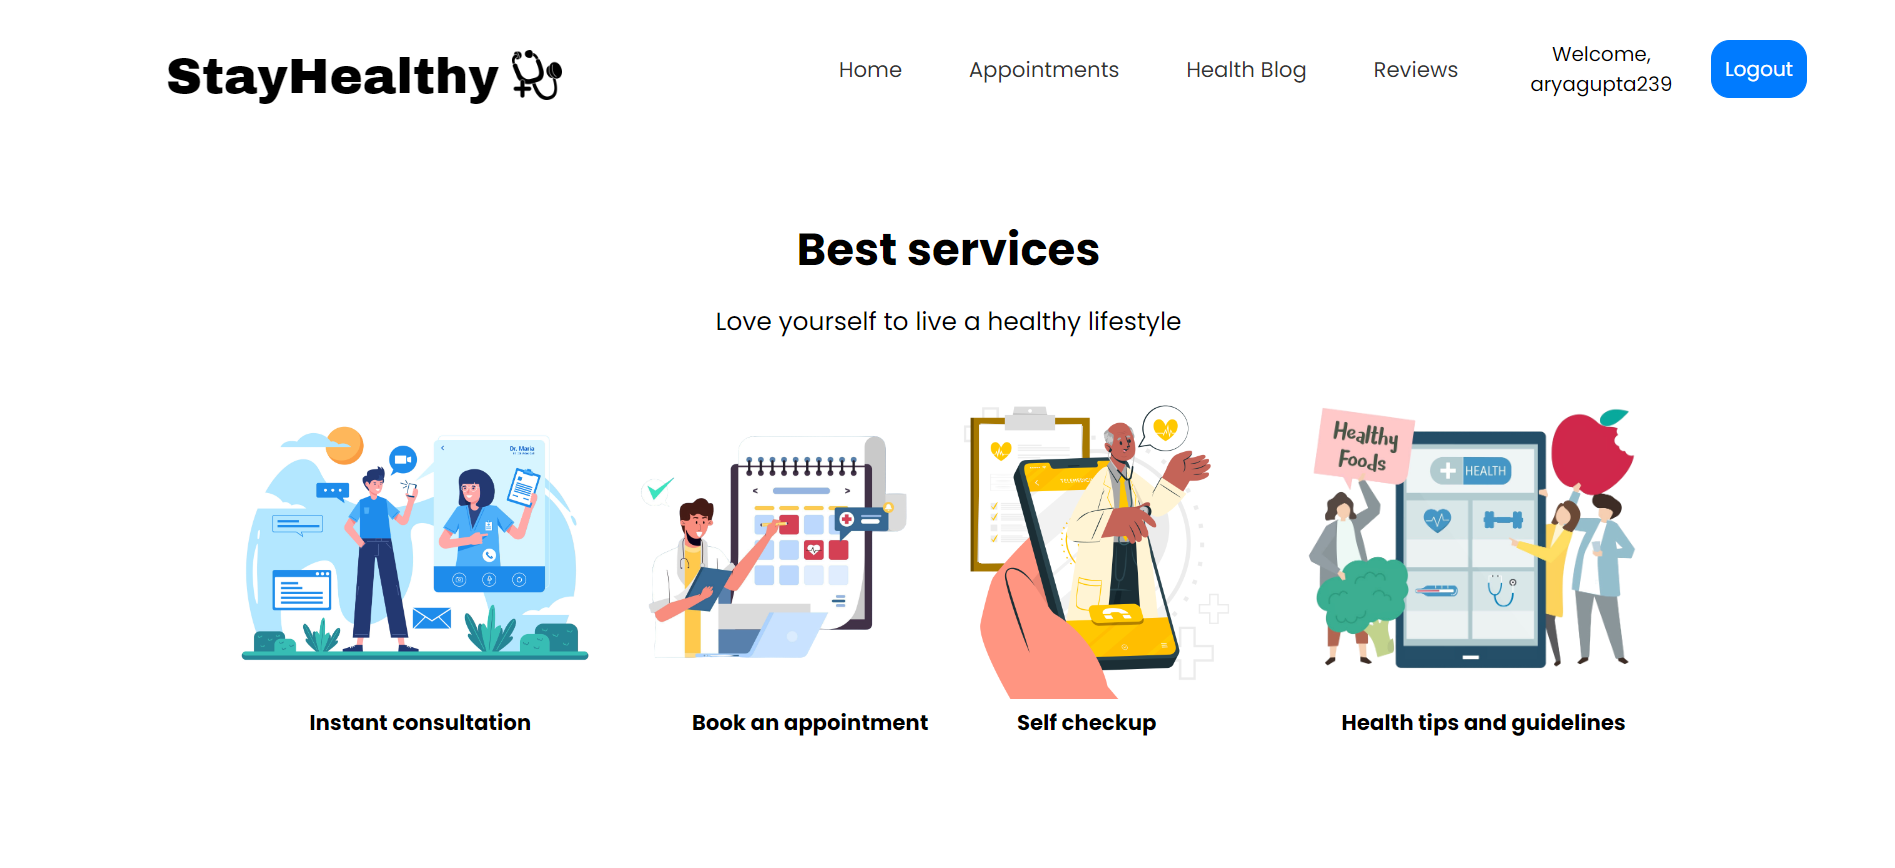 StayHealthy
Home
Appointments
Health Blog
Reviews
Welcome,
aryagupta239
Logout
Best services
Love yourself to live a healthy lifestyle
Dr. Maria
Healthy
Foods
HEALTH
Instant consultation
Book an appointment
Self checkup
Health tips and guidelines